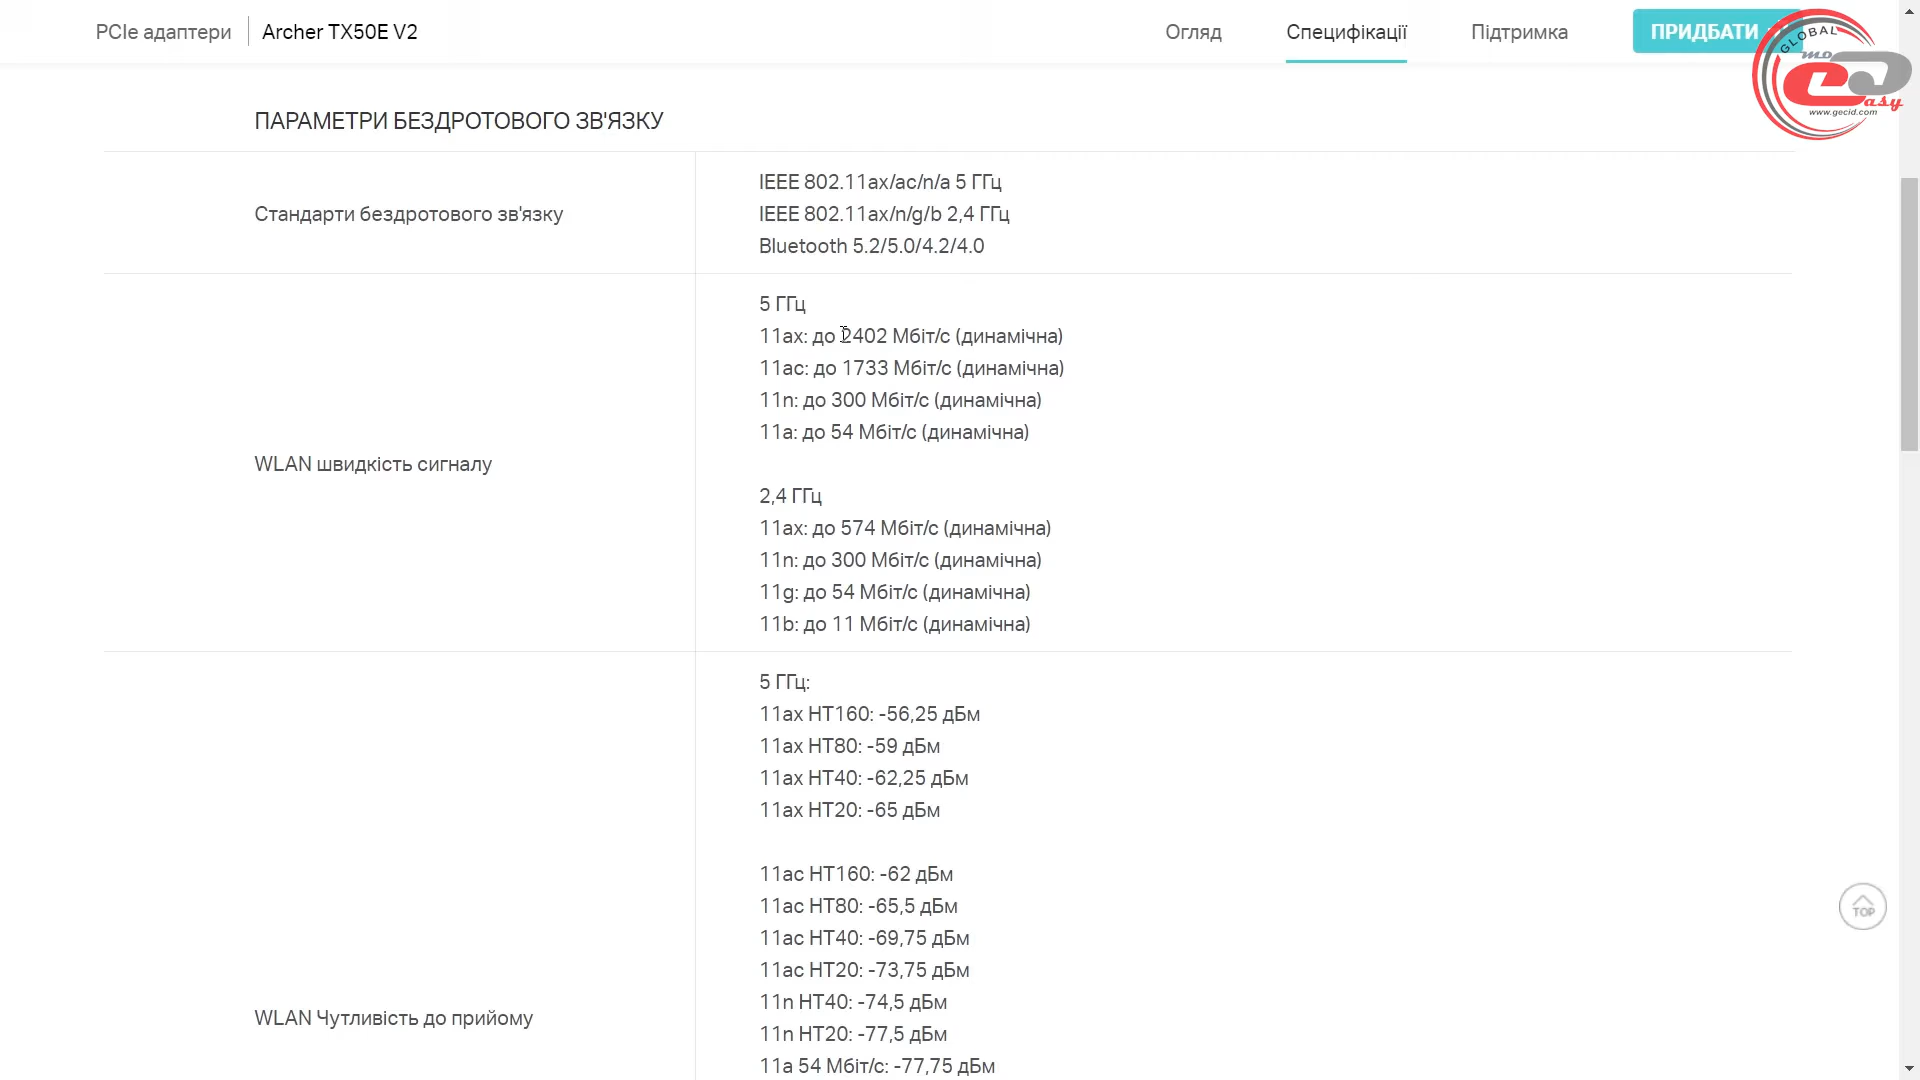 PCIe адаптери
Archer TX50E V2
Огляд
Специфікації
Підтримка
ПРИДБАТИ
GLOBAL
mo
easy
www.gecid.com
ПАРАМЕТРИ БЕЗДРОТОВОГО ЗВ'ЯЗКУ
Стандарти бездротового зв'язку
IEEE 802.11ax/ac/n/a 5 ГГц
IEEE 802.11ax/n/g/b 2,4 ГГц
Bluetooth 5.2/5.0/4.2/4.0
WLAN швидкість сигналу
5 ГГц
11ax: до 2402 Мбіт/с (динамічна)
11ac: до 1733 Мбіт/с (динамічна)
11n: до 300 Мбіт/с (динамічна)
11a: до 54 Мбіт/с (динамічна)
2,4 ГГц
11ax: до 574 Мбіт/с (динамічна)
11n: до 300 Мбіт/с (динамічна)
11g: до 54 Мбіт/с (динамічна)
11b: до 11 Мбіт/с (динамічна)
WLAN Чутливість до прийому
5 ГГц:
11ax HT160: -56,25 дБм
11ax HT80: -59 дБм
11ax HT40: -62,25 дБм
11ax HT20: -65 дБм
11ac HT160: -62 дБм
11ac HT80: -65,5 дБм
11ac HT40: -69,75 дБм
11ac HT20: -73,75 дБм
11n HT40: -74,5 дБм
11n HT20: -77,5 дБм
11a 54 Мбіт/с: -77,75 дБм
TOP